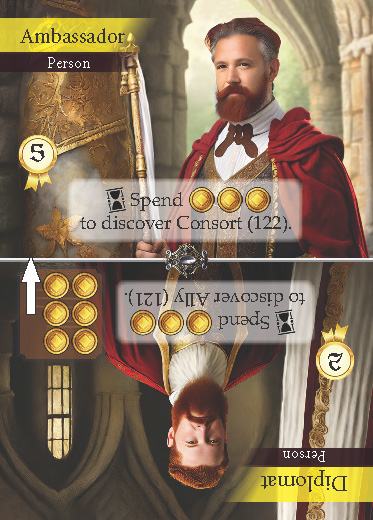 Ambassador
Person
5
Spend
to discover Consort (122).
Spend
to discover Ally (121).
2
Person
Diplomat